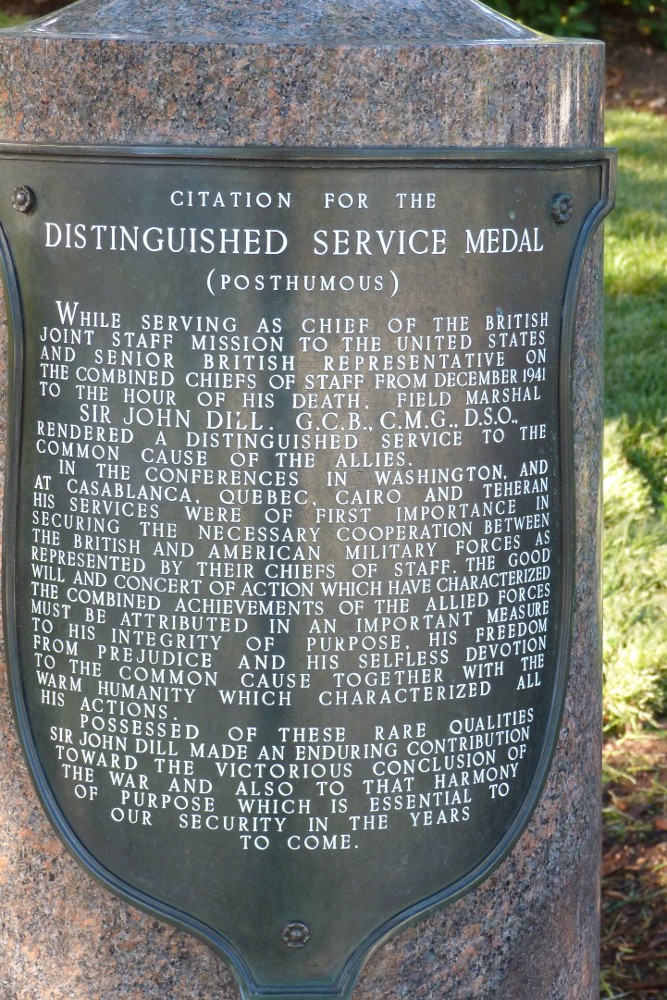 CITATION FOR THE
DISTINGUISHED SERVICE MEDAL
(POSTHUMOUS)
WHILE SERVING AS CHIEF OF THE BRITISH
JOINT STAFF MISSION TO THE UNITED STATES
AND SENIOR BRITISH REPRESENTATIVE ON
THE COMBINED CHIEFS OF STAFF FROM DECEMBER 1941
TO THE HOUR OF HIS DEATH, FIELD MARSHAL
SIR JOHN DILL. G.C.B., C.M.G., D.S.O.,
RENDERED A DISTINGUISHED SERVICE TO THE
COMMON CAUSE OF THE ALLIES.
IN THE CONFERENCES IN WASHINGTON, AND
AT CASABLANCA, QUEBEC, CAIRO AND TEHERAN
HIS SERVICES WERE OF FIRST IMPORTANCE IN
SECURING THE NECESSARY COOPERATION BETWEEN
THE BRITISH AND AMERICAN MILITARY FORCES AS
REPRESENTED BY THEIR CHIEFS OF STAFF. THE GOOD
WILL AND CONCERT OF ACTION WHICH HAVE CHARACTERIZED
THE COMBINED ACHIEVEMENTS OF THE ALLIED FORCES
MUST BE ATTRIBUTED IN AN IMPORTANT MEASURE
TO HIS INTEGRITY OF PURPOSE, HIS FREEDOM
FROM PREJUDICE AND HIS SELFLESS DEVOTION
TO THE COMMON CAUSE TOGETHER WITH THE
WARM HUMANITY WHICH CHARACTERIZED ALL
HIS ACTIONS.
POSSESSED OF THESE RARE QUALITIES
SIR JOHN DILL MADE AN ENDURING CONTRIBUTION
TOWARD THE VICTORIOUS CONCLUSION OF
THE WAR AND ALSO TO THAT HARMONY
OF PURPOSE WHICH IS ESSENTIAL TO
OUR SECURITY IN THE YEARS
TO COME.